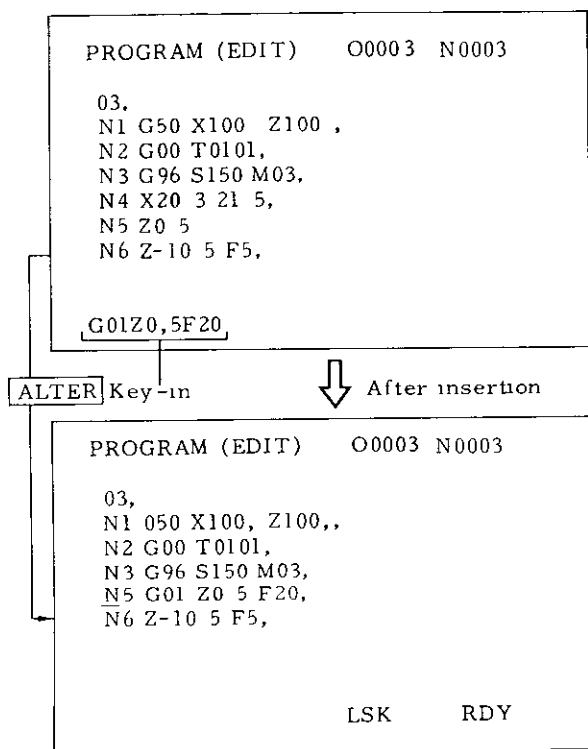 PROGRAM (EDIT) O0003 N0003
03,
N1 G50 X100 Z100 ,
N2 G00 T0101,
N3 G96 S150 M03,
N4 X20 3 21 5,
N5 Z0 5
N6 Z-10 5 F5,
G01Z0,5F20
ALTER Key-in
After insertion
PROGRAM (EDIT) O0003 N0003
03,
N1 050 X100, Z100,,
N2 G00 T0101,
N3 G96 S150 M03,
N5 G01 Z0 5 F20,
N6 Z-10 5 F5,
LSK RDY